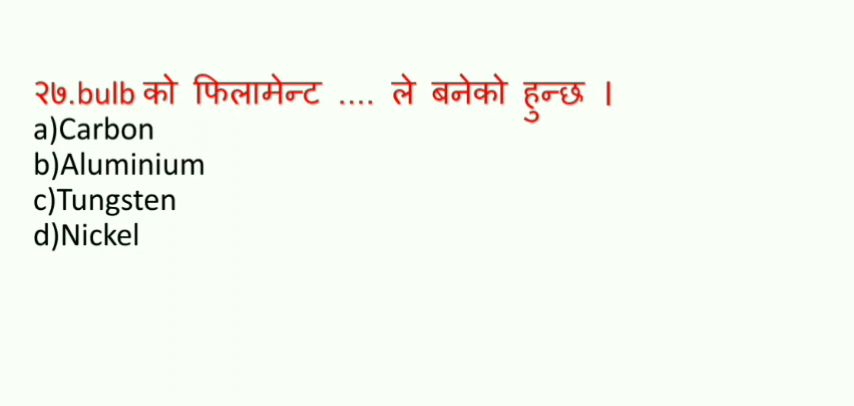 २७.bulb को फिलामेन्ट .... ले बनेको हुन्छ ।
a)Carbon
b)Aluminium
c)Tungsten
d)Nickel